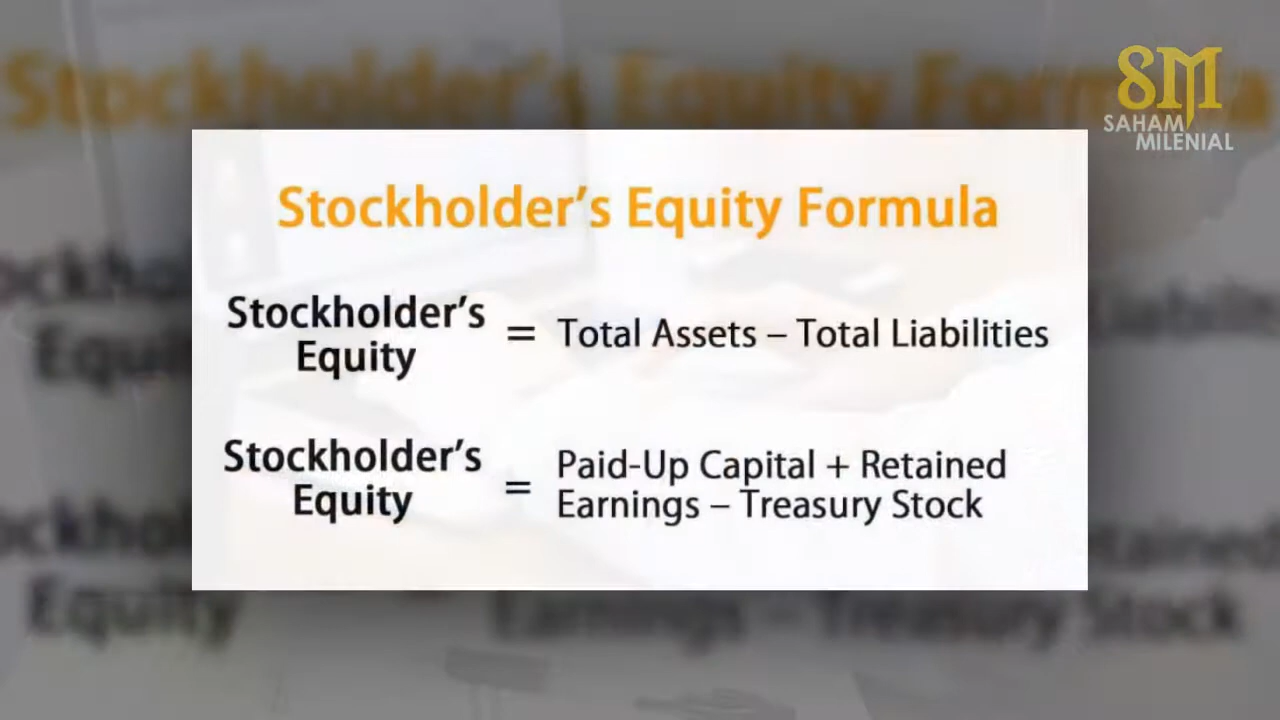 SM
SAHAM
MILENIAL
Stockholder's Equity Formula
Stockholder's
Equity
= Total Assets – Total Liabilities
Stockholder's
Equity
= Paid-Up Capital + Retained
Earnings – Treasury Stock